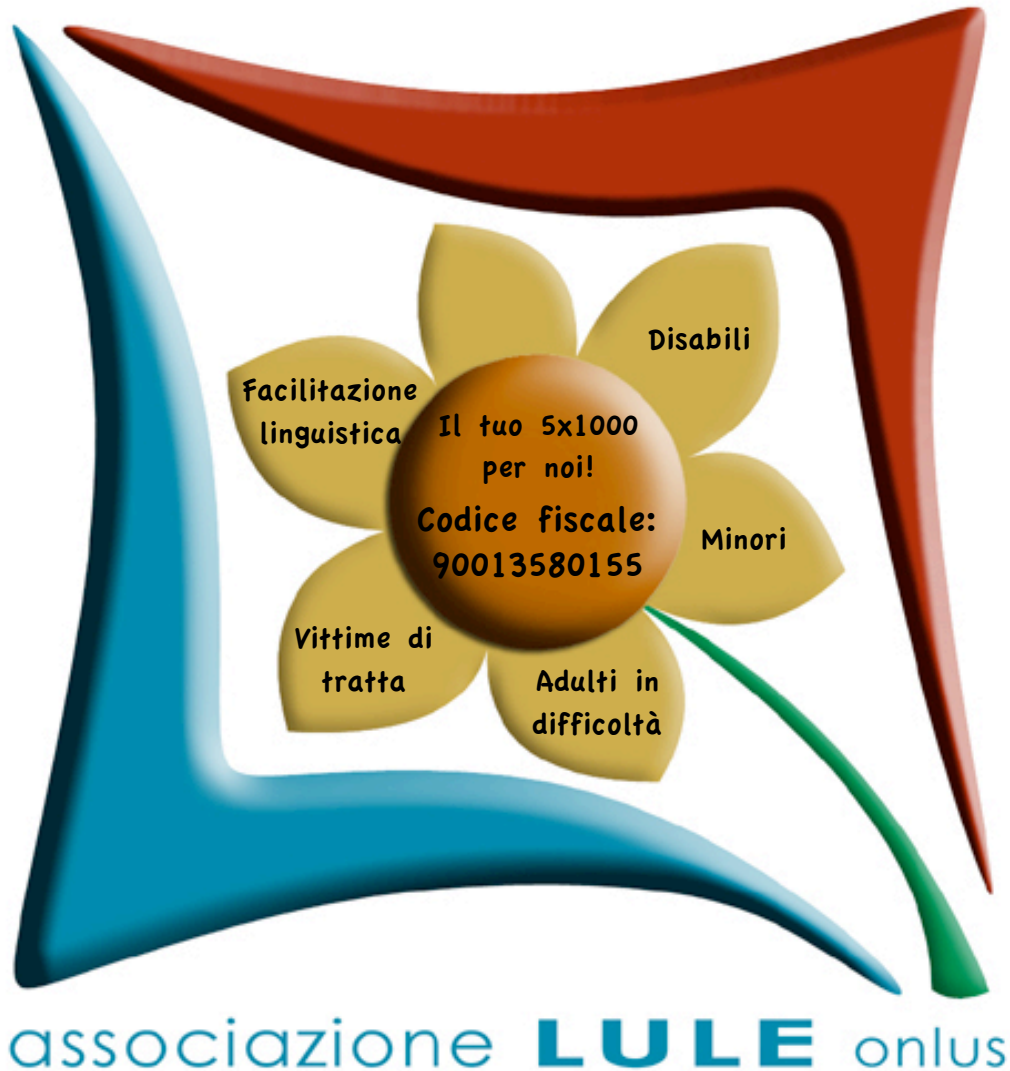 Disabili
Facilitazione
linguistica
Il tuo 5x1000
per noi!
Codice fiscale:
90013580155
Minori
Vittime di
tratta
Adulti in
difficoltà
associazione LULE onlus